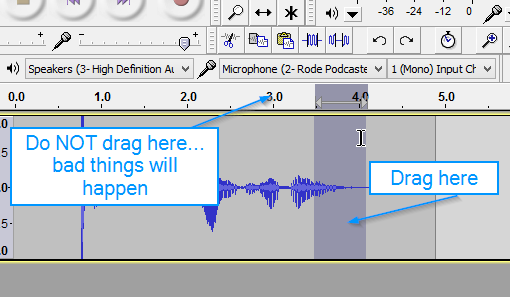 -36 -24 -12 0
Speakers (3- High Definition Au
Microphone (2- Rode Podcaste
1 (Mono) Input Ch
0.0 1.0 2.0 3.0 4.0 5.0
Do NOT drag here...
bad things will
happen
Drag here